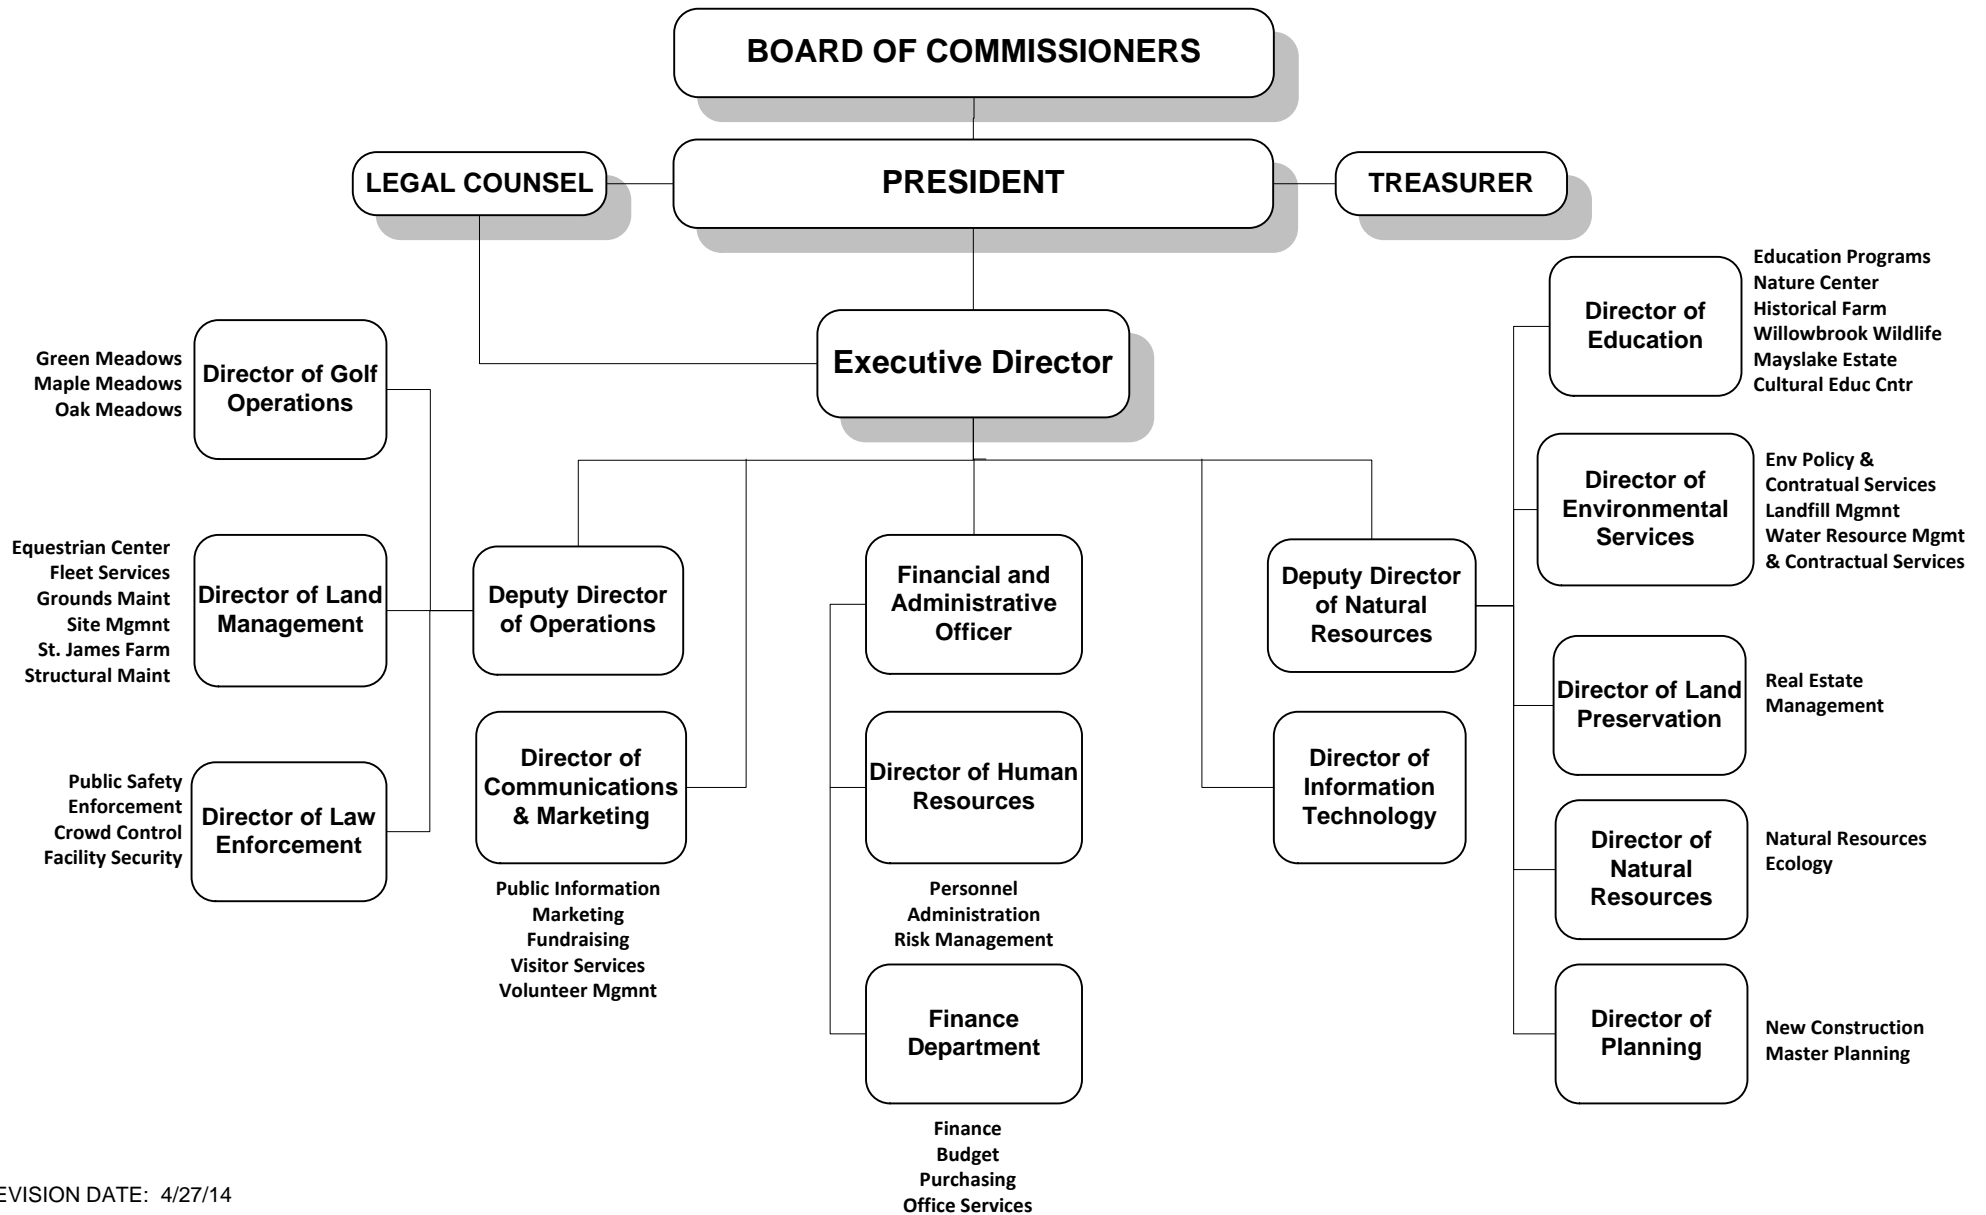 BOARD OF COMMISSIONERS
LEGAL COUNSEL
PRESIDENT
TREASURER
Executive Director
Green Meadows
Maple Meadows
Oak Meadows
Director of Golf
Operations
Equestrian Center
Fleet Services
Grounds Maint
Site Mgmnt
St. James Farm
Structural Maint
Director of Land
Management
Public Safety
Enforcement
Crowd Control
Facility Security
Director of Law
Enforcement
Deputy Director
of Operations
Director of
Communications
& Marketing
Public Information
Marketing
Fundraising
Visitor Services
Volunteer Mgmnt
Financial and
Administrative
Officer
Director of Human
Resources
Personnel
Administration
Risk Management
Finance
Department
Finance
Budget
Purchasing
Office Services
Deputy Director
of Natural
Resources
Director of
Information
Technology
Director of
Education
Education Programs
Nature Center
Historical Farm
Willowbrook Wildlife
Mayslake Estate
Cultural Educ Cntr
Director of
Environmental
Services
Env Policy &
Contratual Services
Landfill Mgmnt
Water Resource Mgmt
& Contractual Services
Director of Land
Preservation
Real Estate
Management
Director of
Natural
Resources
Natural Resources
Ecology
Director of
Planning
New Construction
Master Planning
EVISION DATE: 4/27/14